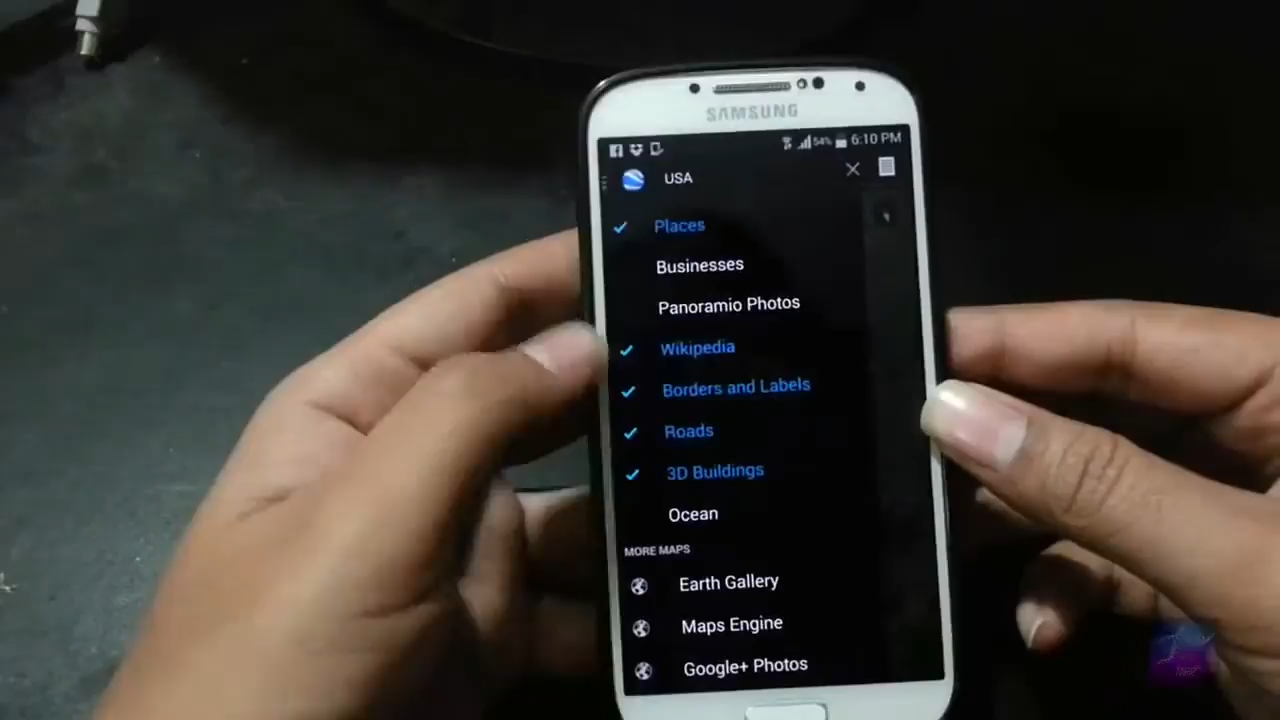 SAMSUNG
54% 6:10 PM
USA
Places
Businesses
Panoramio Photos
Wikipedia
Borders and Labels
Roads
3D Buildings
Ocean
MORE MAPS
Earth Gallery
Maps Engine
Google+ Photos